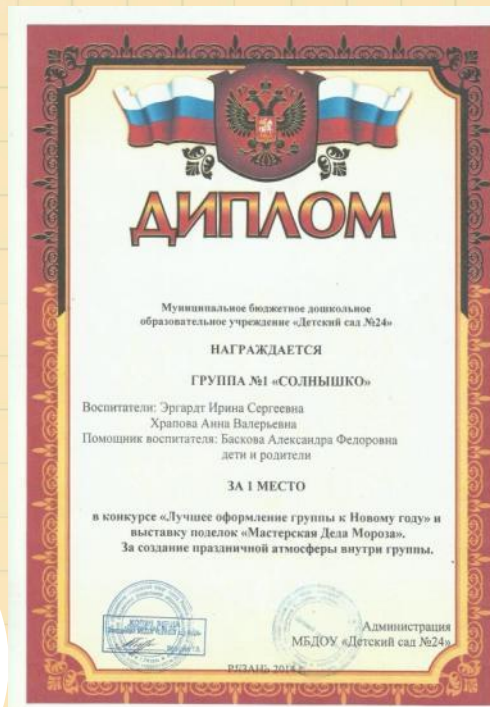 ДИПЛОМ
Муниципальное бюджетное дошкольное
образовательное учреждение «Детский сад №24»
НАГРАЖДАЕТСЯ
ГРУППА №1 «СОЛНЫШКО»
Воспитатели: Эргардт Ирина Сергеевна
Храпова Анна Валерьевна
Помощник воспитателя: Баскова Александра Федоровна
дети и родители
ЗА 1 МЕСТО
в конкурсе «Лучшее оформление группы к Новому году» и
выставку поделок «Мастерская Деда Мороза».
За создание праздничной атмосферы внутри группы.
Администрация
МБДОУ «Детский сад №24»
РЯЗАНЬ